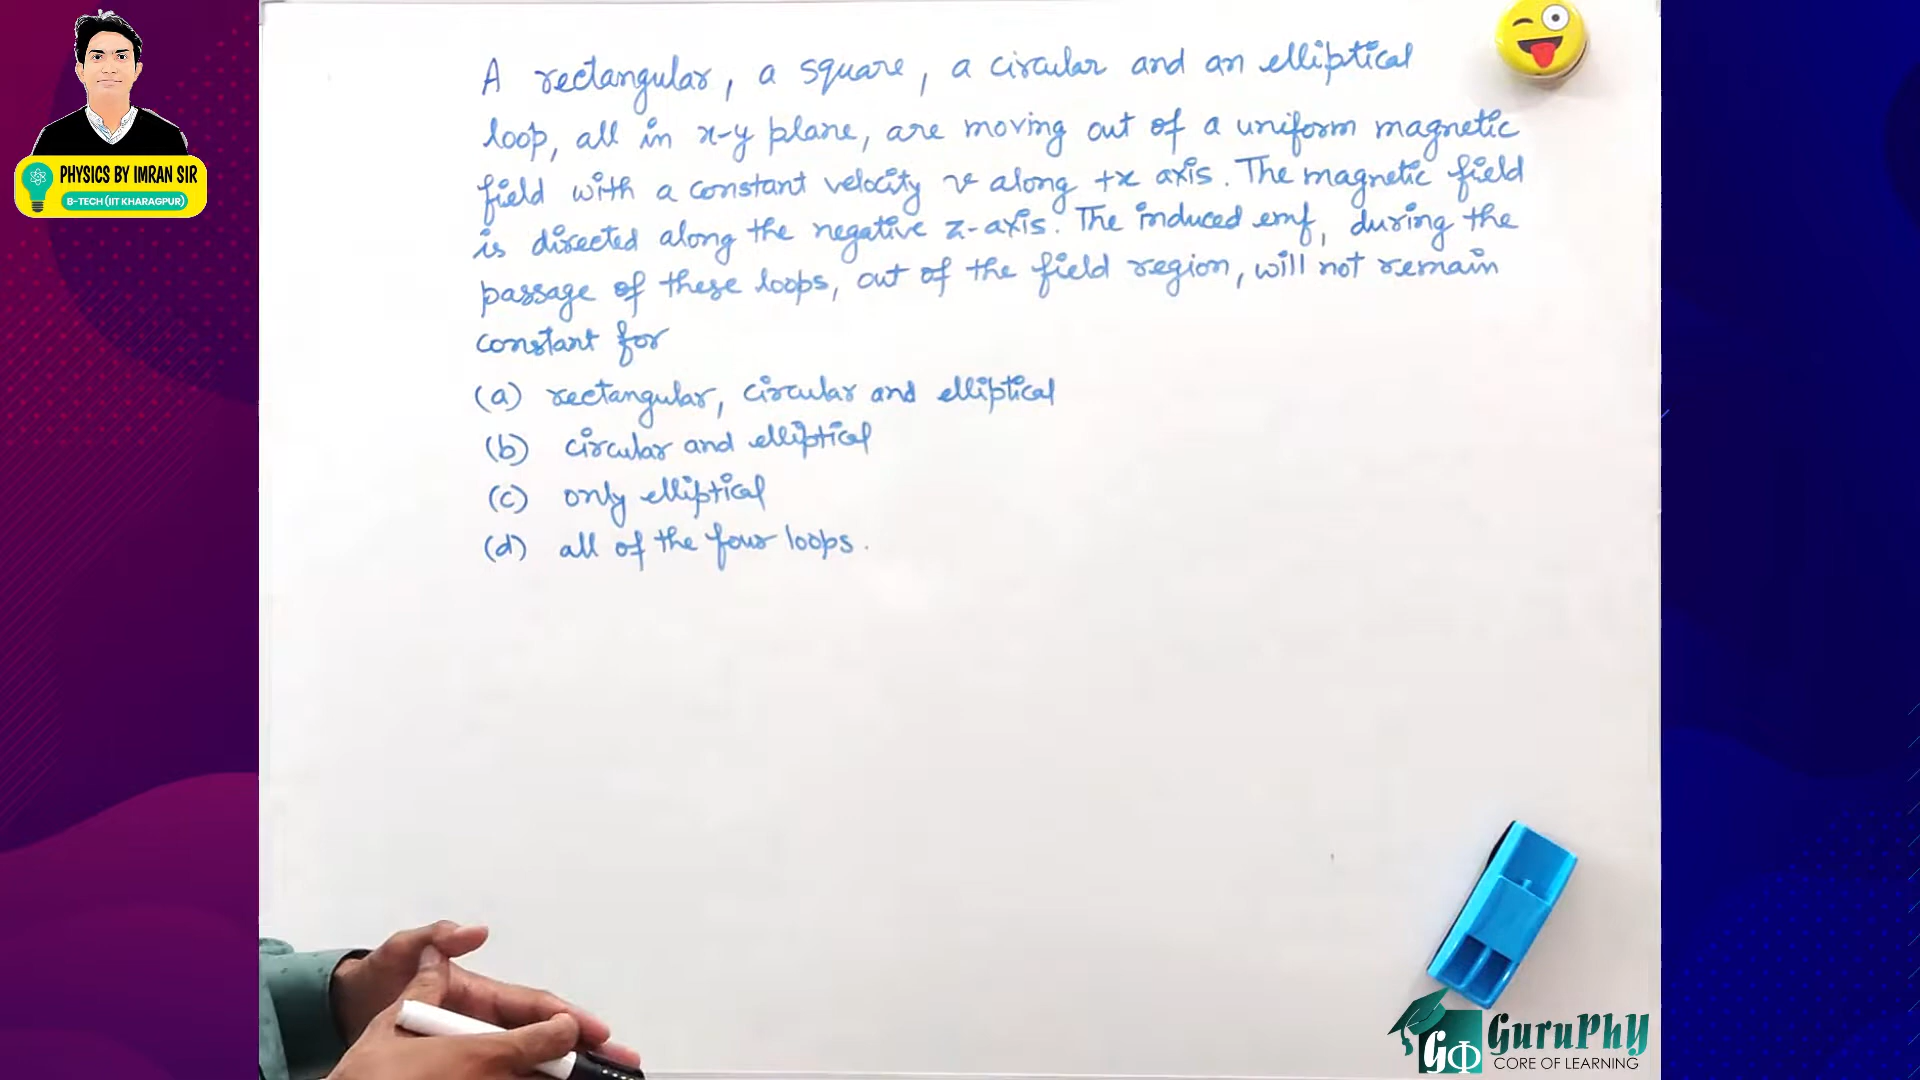 A rectangular, a square, a circular and an elliptical
loop, all in x-y plane, are moving out of a uniform magnetic
field with a constant velocity v along +x axis. The magnetic field
is directed along the negative z-axis. The induced emf, during the
passage of these loops, out of the field region, will not remain
constant for
(a) rectangular, circular and elliptical
(b) circular and elliptical
(c) only elliptical
(d) all of the four loops.
PHYSICS BY IMRAN SIR
B-TECH (IIT KHARAGPUR)
GΦ GURUPHY
CORE OF LEARNING